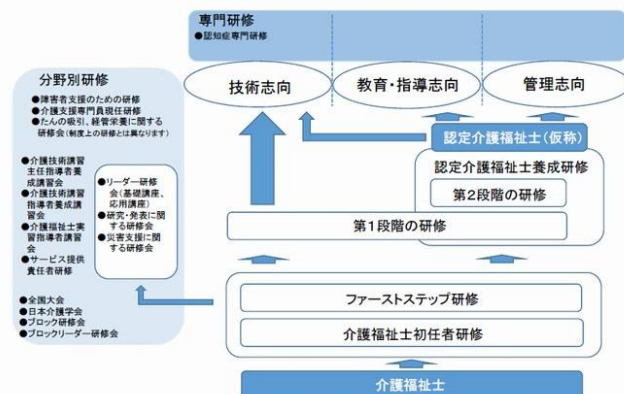 専門研修
●認知症専門研修
技術志向
教育・指導志向
管理志向
分野別研修
●障害者支援のための研修
●介護支援専門員現任研修
●たんの吸引、経管栄養に関する
研修会(制度上の研修とは異なります)
●介護技術講習
主任指導者養
成講習会
●介護技術講習
指導者養成講
習会
●介護福祉士実
習指導者講習
会
●サービス提供
責任者研修
●リーダー研修
会(基礎講座、
応用講座)
●研究・発表に関
する研修会
●災害支援に関
する研修会
●全国大会
●日本介護学会
●ブロック研修会
●ブロックリーダー研修会
認定介護福祉士(仮称)
認定介護福祉士養成研修
第2段階の研修
第1段階の研修
ファーストステップ研修
介護福祉士初任者研修
介護福祉士